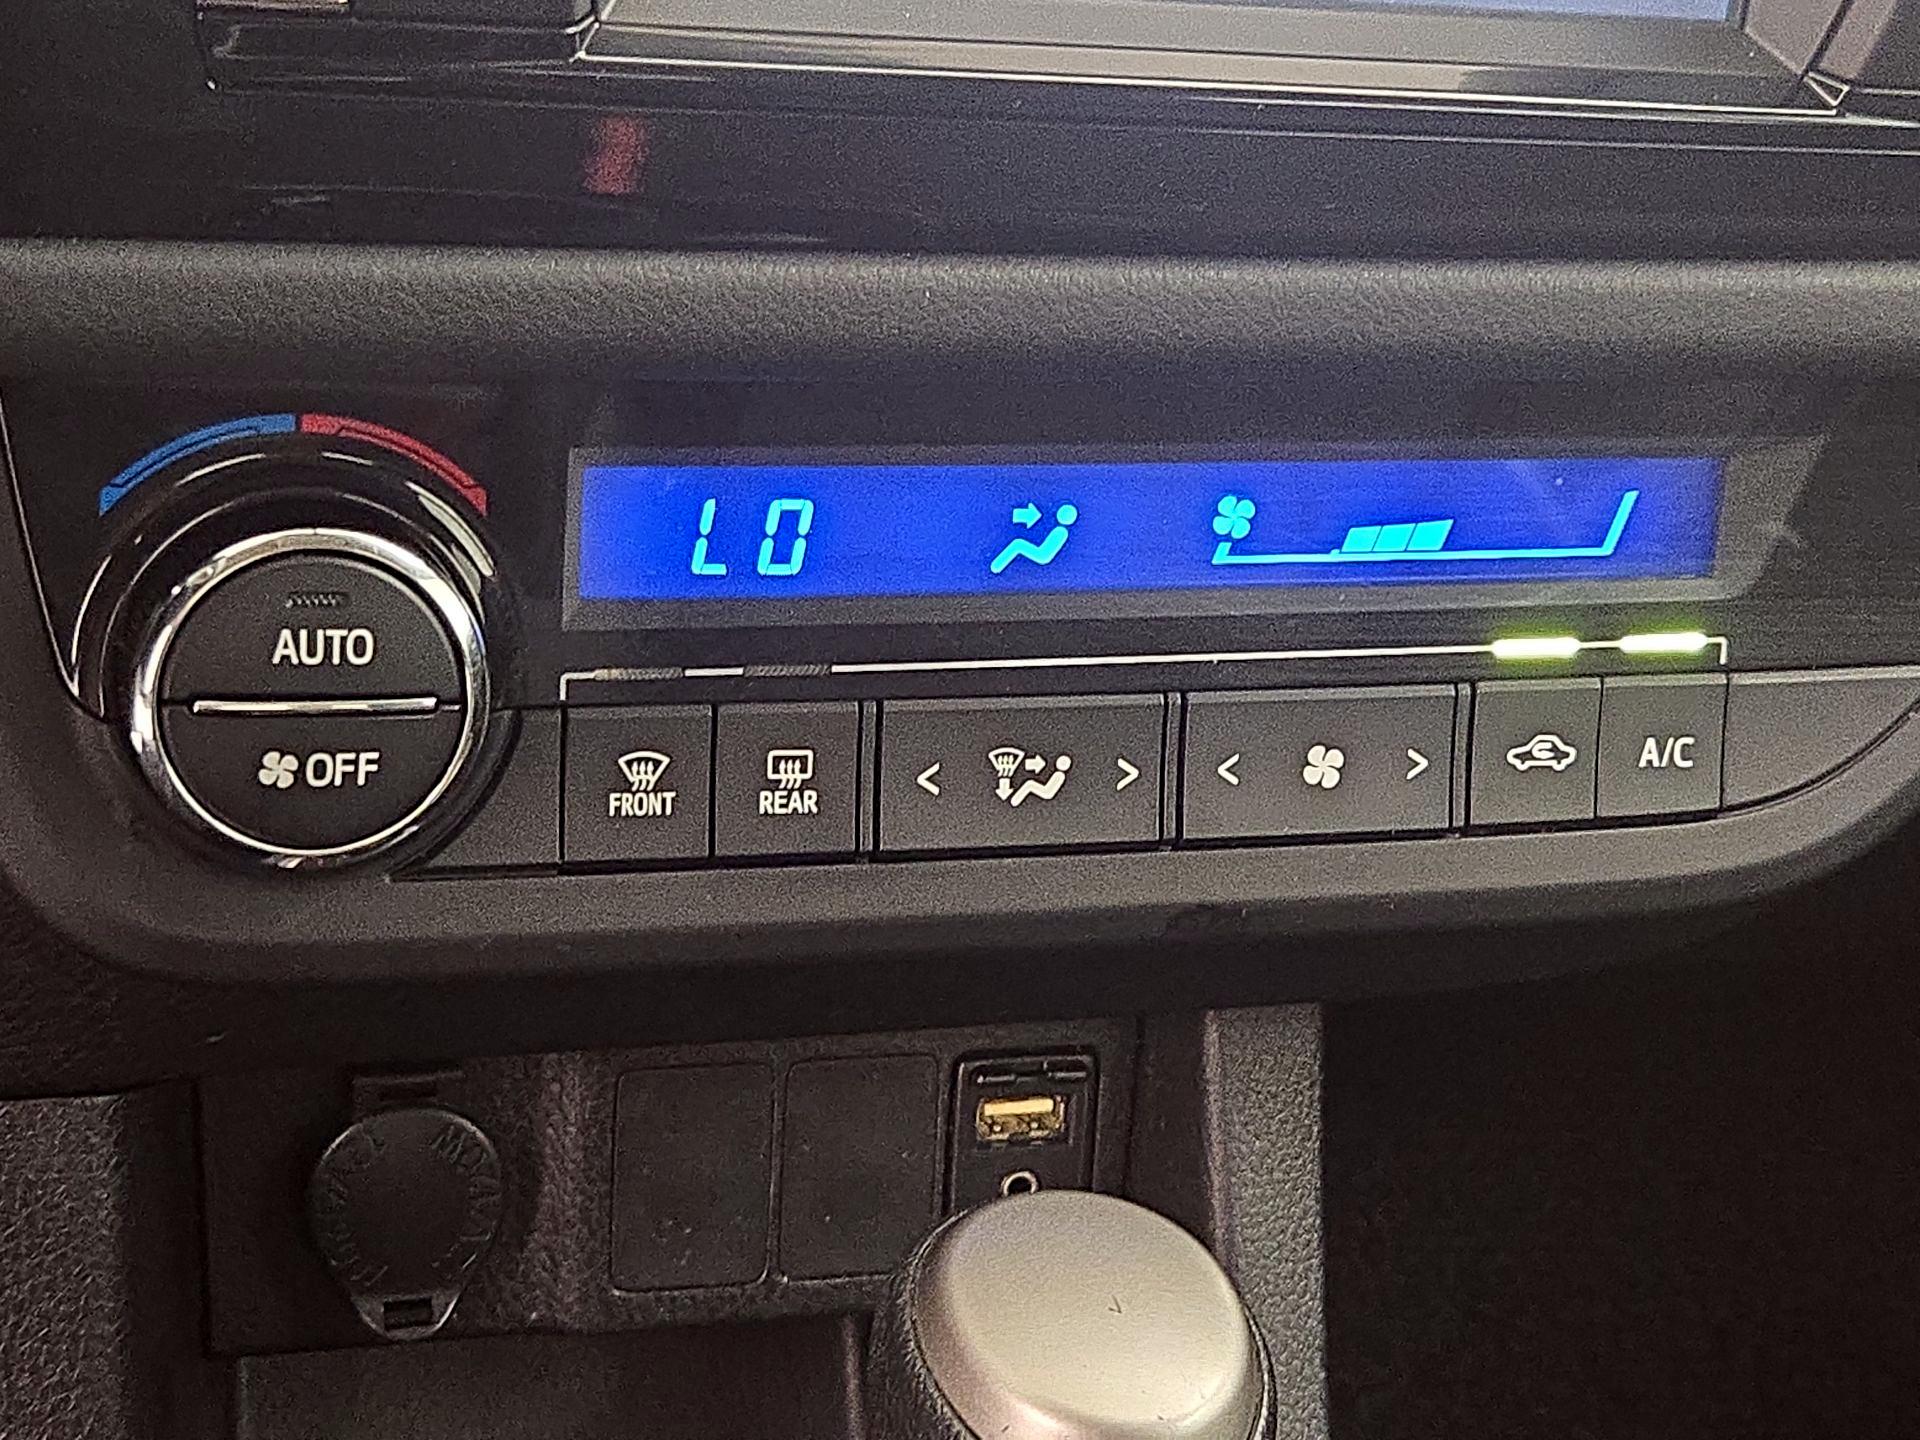 LO
AUTO
OFF
FRONT
REAR
< >
< >
A/C